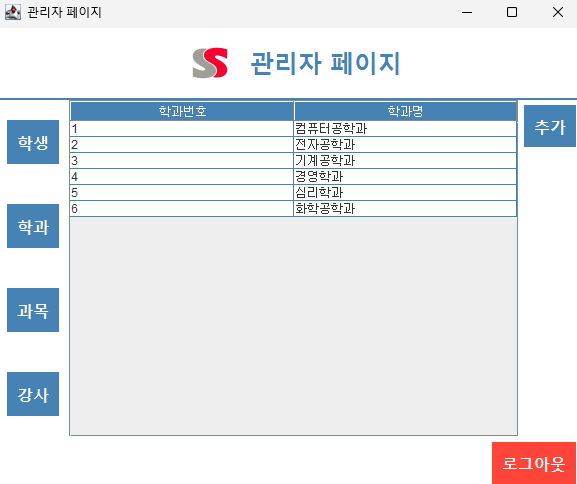 관리자 페이지
SS 관리자 페이지
학생
학과
과목
강사
학과번호 학과명
1 컴퓨터공학과
2 전자공학과
3 기계공학과
4 경영학과
5 심리학과
6 화학공학과
추가
로그아웃